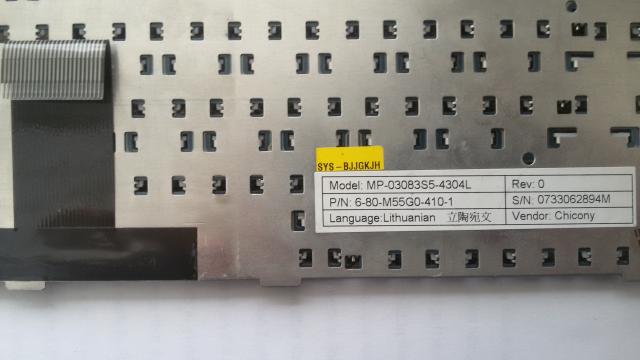 SYS-BJJGKJH
Model: MP-03083S5-4304L Rev: 0
P/N: 6-80-M55G0-410-1 S/N: 0733062894M
Language:Lithuanian 立陶宛文 Vendor: Chicony